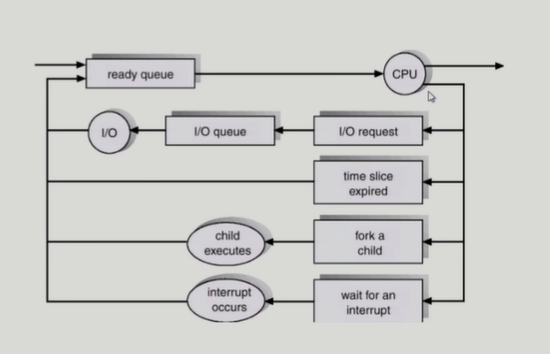 ready queue
CPU
I/O
I/O queue
I/O request
time slice
expired
child
executes
fork a
child
interrupt
occurs
wait for an
interrupt